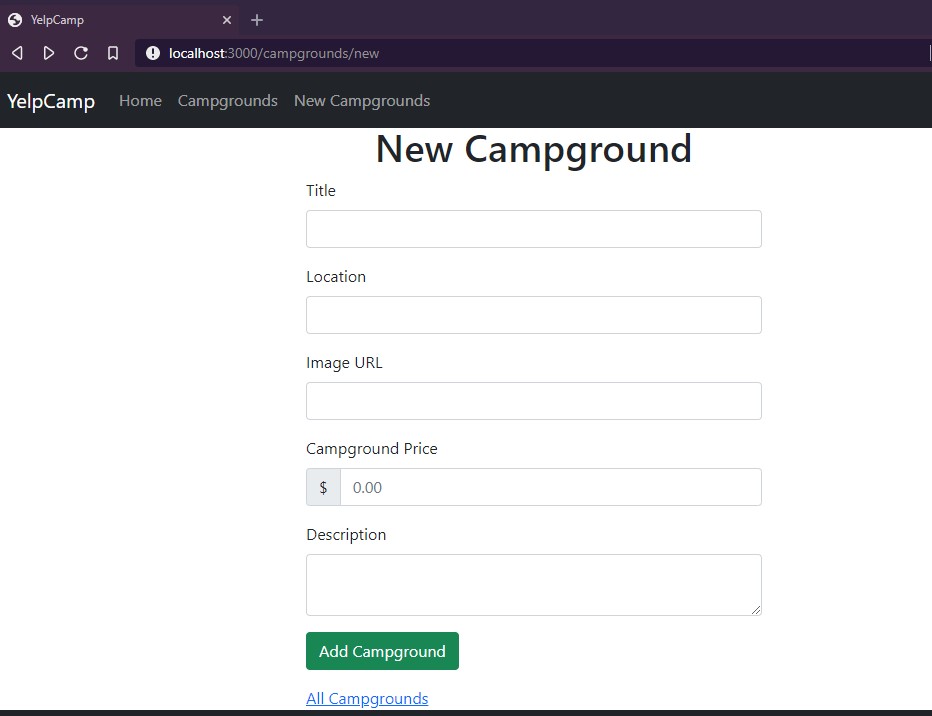 YelpCamp
localhost:3000/campgrounds/new
YelpCamp Home Campgrounds New Campgrounds
New Campground
Title
Location
Image URL
Campground Price
$ 0.00
Description
Add Campground
All Campgrounds